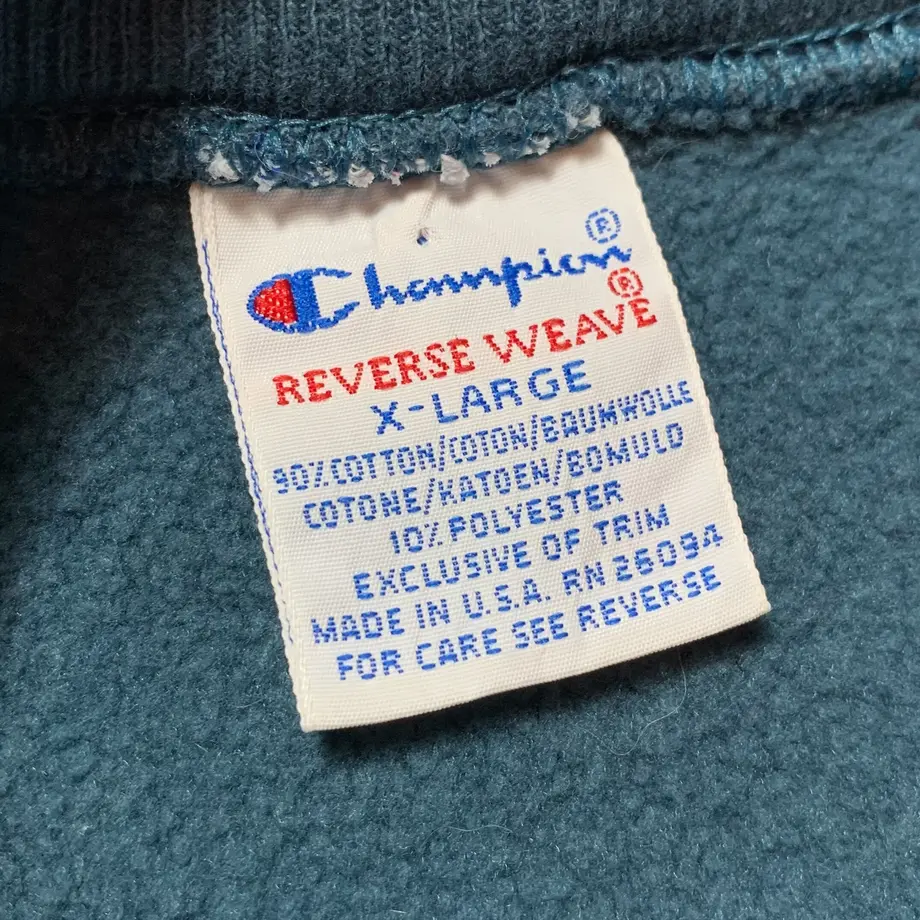 Champion®
REVERSE WEAVE®
X-LARGE
90% COTTON/COTON/BAUMWOLLE
COTONE/KATOEN/BOMULD
10% POLYESTER
EXCLUSIVE OF TRIM
MADE IN U.S.A. RN 26094
FOR CARE SEE REVERSE